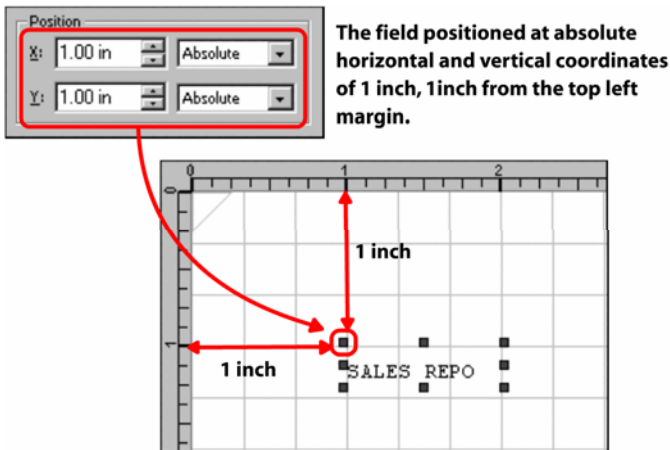 Position
X: 1.00 in Absolute
Y: 1.00 in Absolute
The field positioned at absolute
horizontal and vertical coordinates
of 1 inch, 1inch from the top left
margin.
0 1 2
0
1 inch
1
1 inch
SALES REPO